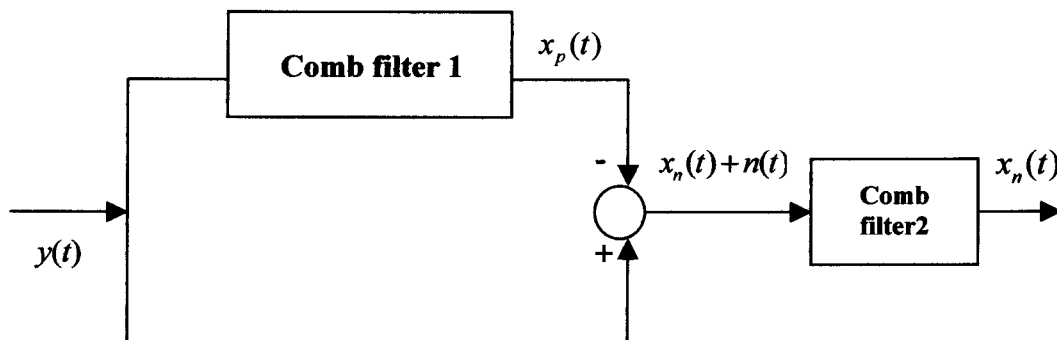 Comb filter 1
x_p(t)
-
x_n(t)+n(t)
x_n(t)
Comb
filter2
+
y(t)